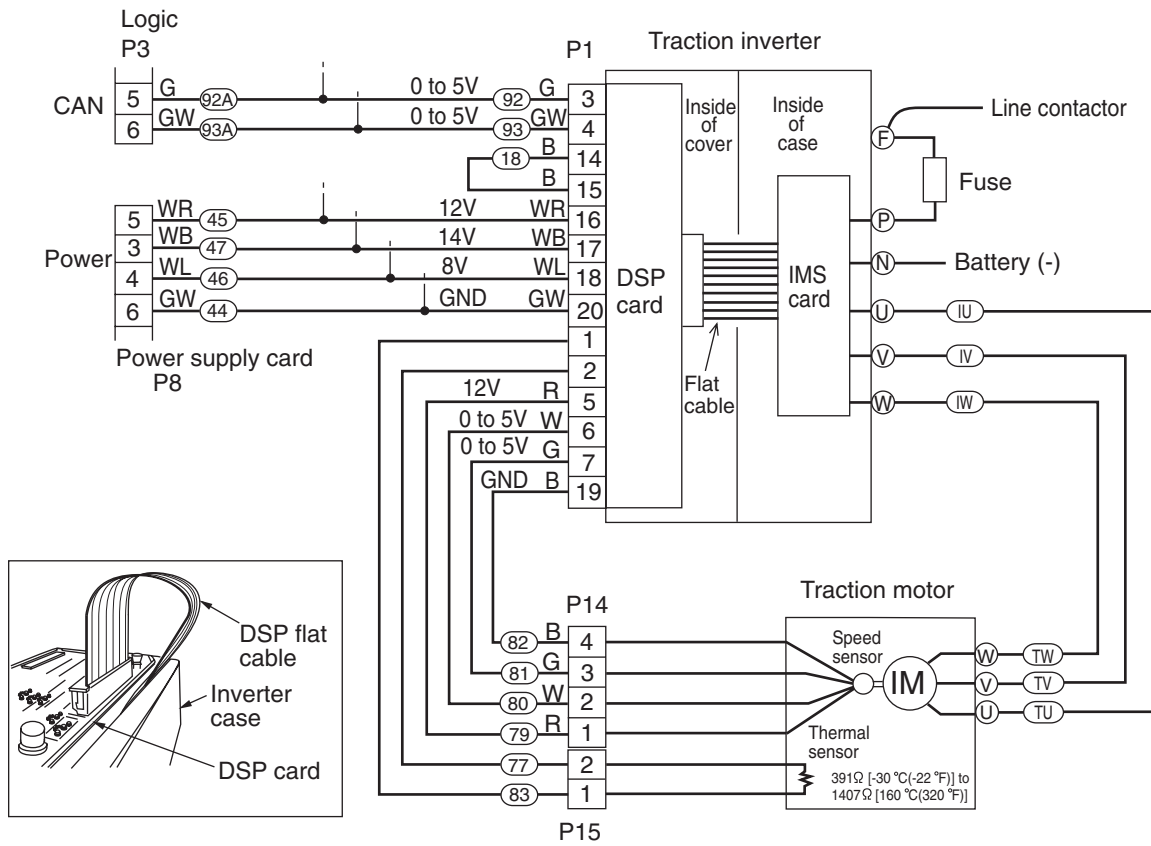 Logic
P3
P1
Traction inverter
CAN
5 G 92A 0 to 5V 92 G 3
6 GW 93A 0 to 5V 93 GW 4
18 B 14
B 15
Power
5 WR 45 12V WR 16
3 WB 47 14V WB 17
4 WL 46 8V WL 18
6 GW 44 GND GW 20
Power supply card
P8
1
2
12V R 5
0 to 5V W 6
0 to 5V G 7
GND B 19
DSP
card
Inside
of
cover
Inside
of
case
IMS
card
Flat
cable
F
Line contactor
Fuse
P
N Battery (-)
U IU
V IV
W IW
DSP flat
cable
Inverter
case
DSP card
P14
82 B 4
81 G 3
80 W 2
79 R 1
77 2
83 1
P15
Traction motor
Speed
sensor
IM
W TW
V TV
U TU
Thermal
sensor
391Ω [-30 °C(-22 °F)] to
1407Ω [160 °C(320 °F)]